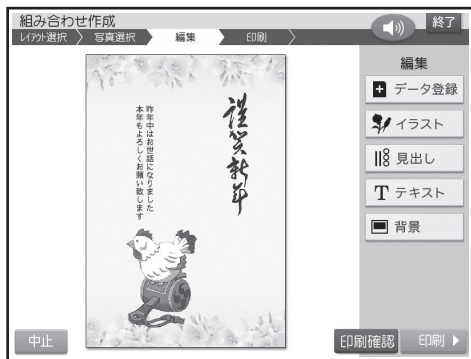 組み合わせ作成
終了
ﾚｲｱｳﾄ選択
写真選択
編集
印刷
編集
データ登録
イラスト
見出し
T テキスト
背景
謹賀新年
昨年中はお世話になりました
本年もよろしくお願い致します
中止
印刷確認
印刷